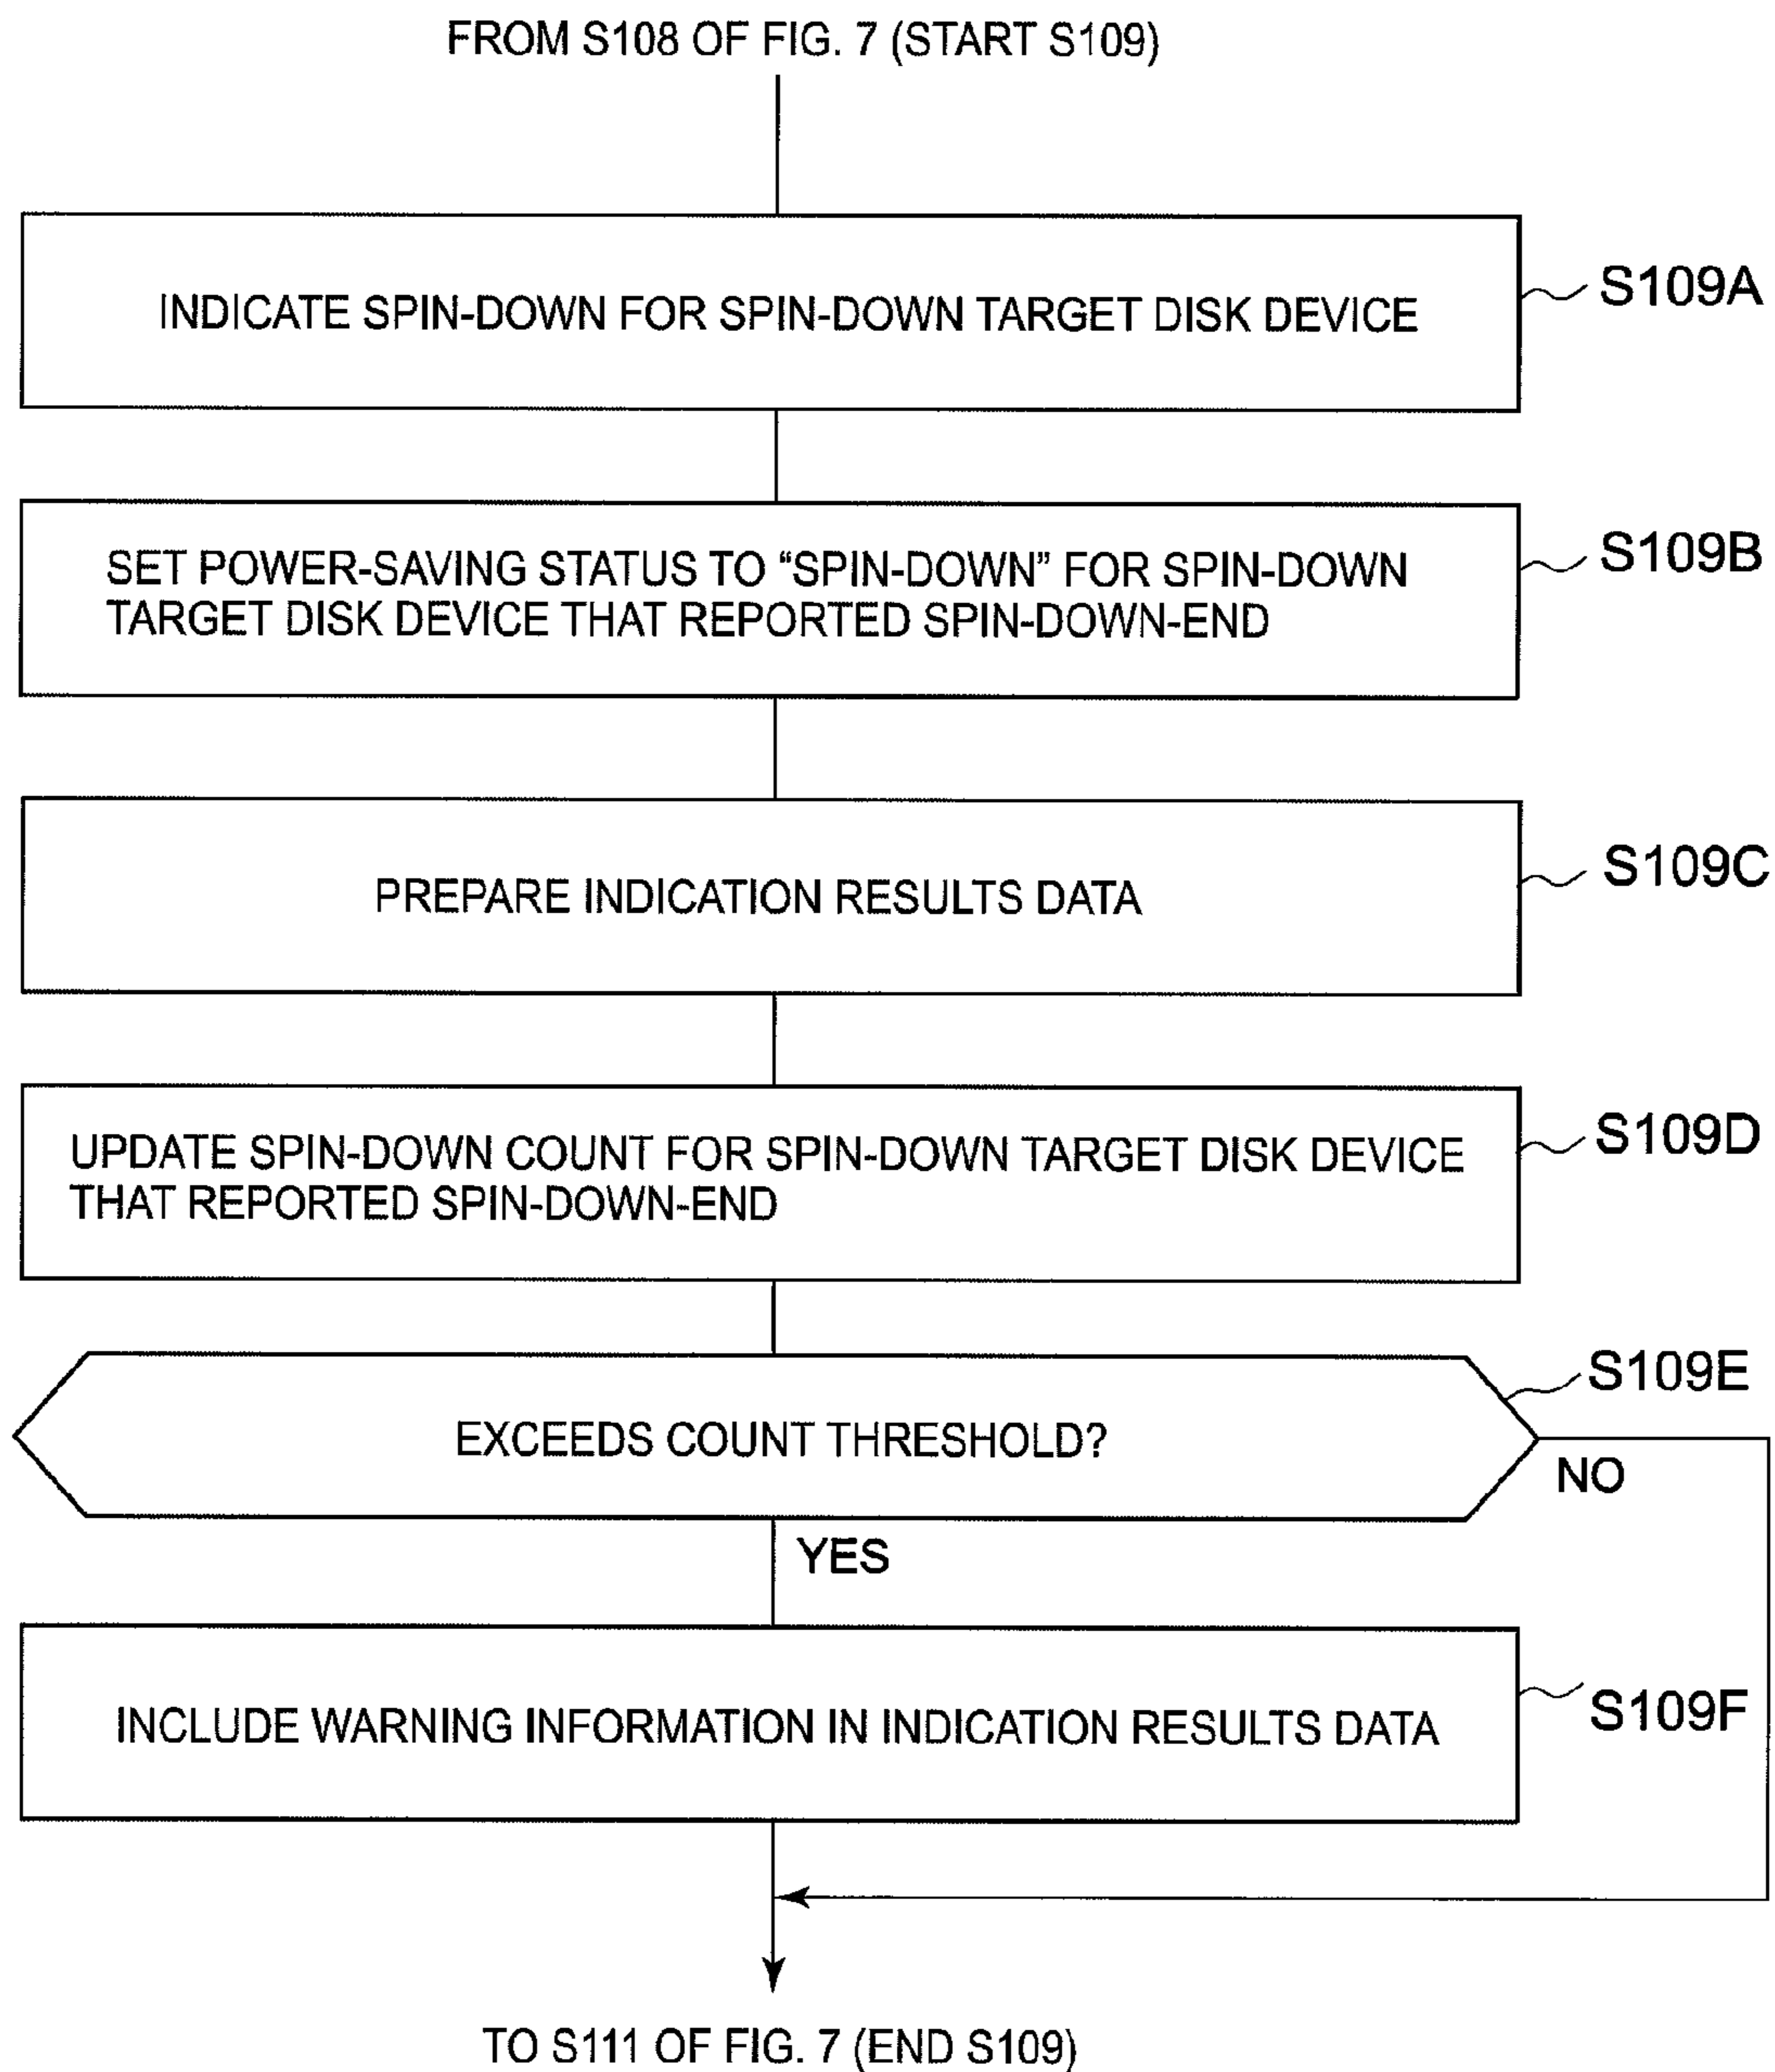 FROM S108 OF FIG. 7 (START S109)
INDICATE SPIN-DOWN FOR SPIN-DOWN TARGET DISK DEVICE
S109A
SET POWER-SAVING STATUS TO “SPIN-DOWN” FOR SPIN-DOWN
TARGET DISK DEVICE THAT REPORTED SPIN-DOWN-END
S109B
PREPARE INDICATION RESULTS DATA
S109C
UPDATE SPIN-DOWN COUNT FOR SPIN-DOWN TARGET DISK DEVICE
THAT REPORTED SPIN-DOWN-END
S109D
EXCEEDS COUNT THRESHOLD?
S109E
NO
YES
INCLUDE WARNING INFORMATION IN INDICATION RESULTS DATA
S109F
TO S111 OF FIG. 7 (END S109)